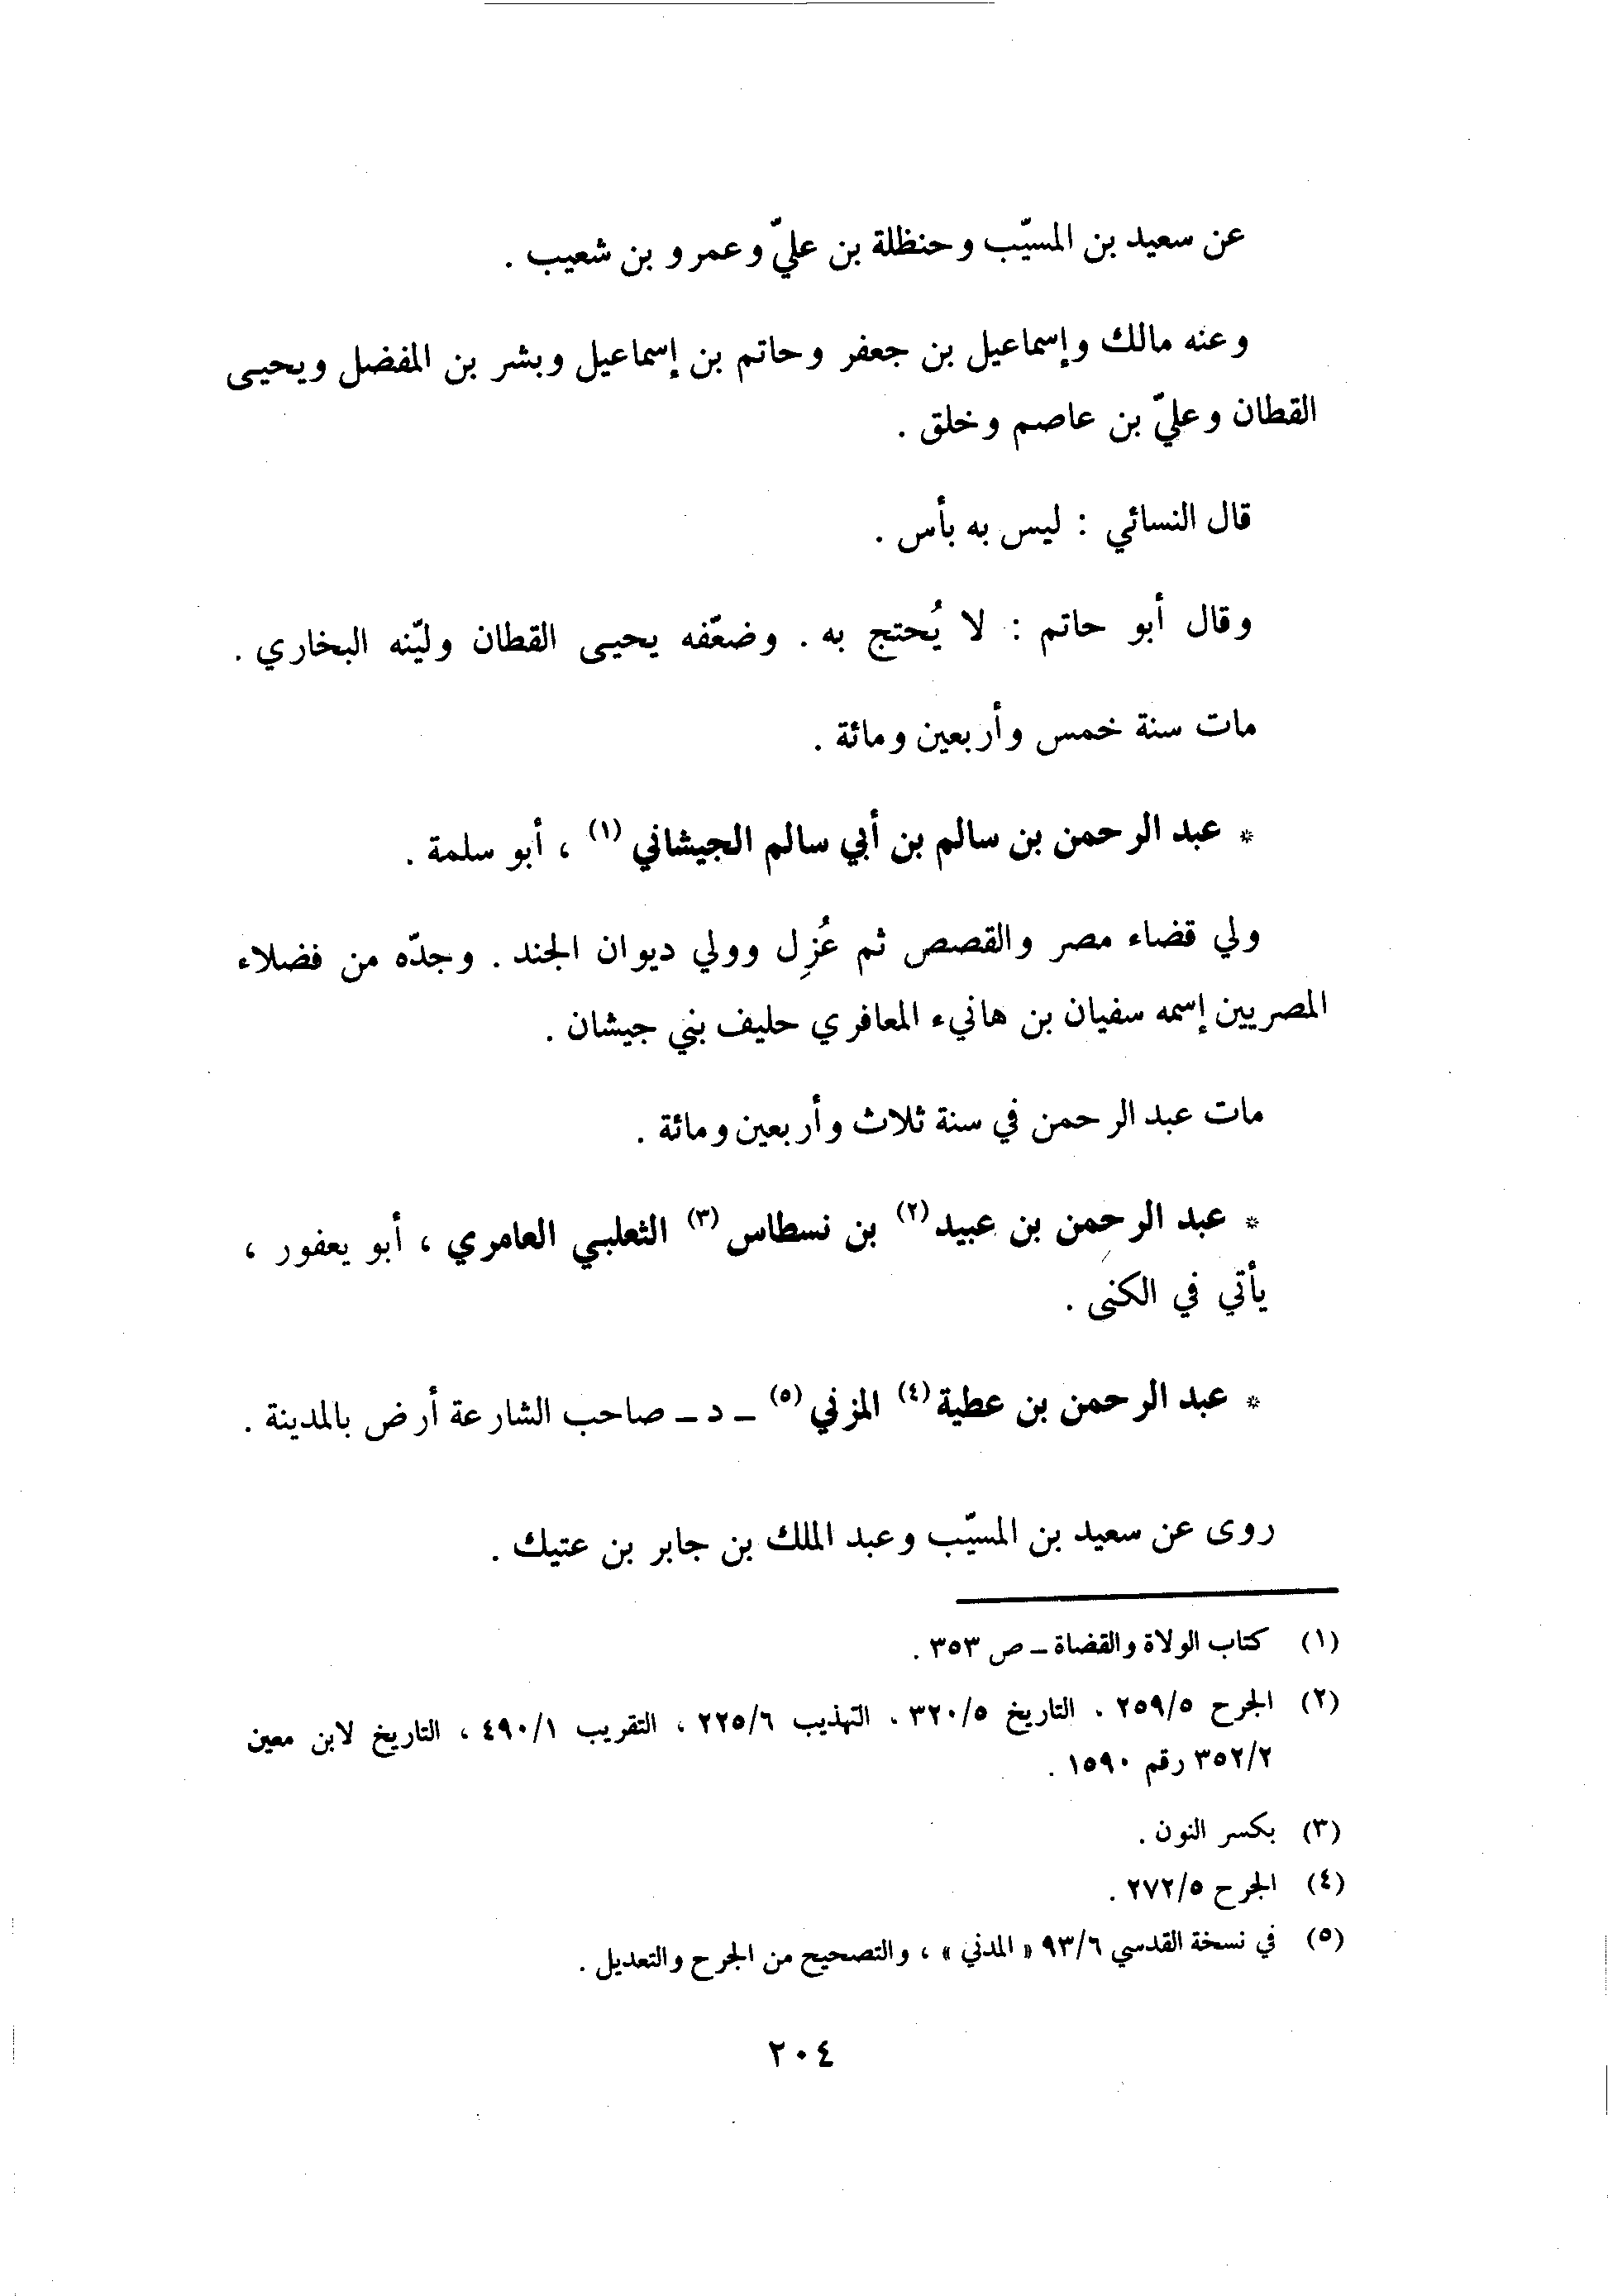 عن سعيد بن المسيّب وحنظلة بن عليّ وعمرو بن شعيب .
وعنه مالك وإسماعيل بن جعفر وحاتم بن إسماعيل وبشر بن المفضل ويحيى
القطان وعليّ بن عاصم وخلق .
قال النسائي : ليس به بأس .
وقال أبو حاتم : لا يُحتج به . وضعّفه يحيى القطان وليّنه البخاري .
مات سنة خمس وأربعين ومائة .
* عبد الرحمن بن سالم بن أبي سالم الجيشاني (١) ، أبو سلمة .
ولي قضاء مصر والقصص ثم عُزِل وولي ديوان الجند . وجدّه من فضلاء
المصريين إسمه سفيان بن هانيء المعافري حليف بني جيشان .
مات عبد الرحمن في سنة ثلاث وأربعين ومائة .
* عبد الرحمن بن عبيد (٢) بن نسطاس (٣) الثعلبي العامري ، أبو يعفور ،
يأتي في الكنى .
* عبد الرحمن بن عطية (٤) المزني (٥) ــ د ــ صاحب الشارعة أرض بالمدينة .
روى عن سعيد بن المسيّب وعبد الملك بن جابر بن عتيك .
(١) كتاب الولاة والقضاة ــ ص ٣٥٣ .
(٢) الجرح ٢٥٩/٥ . التاريخ ٣٢٠/٥ . التهذيب ٢٢٥/٦ ، التقريب ٤٩٠/١ ، التاريخ لابن معين
٣٥٢/٢ رقم ١٥٩٠ .
(٣) بكسر النون .
(٤) الجرح ٢٧٢/٥ .
(٥) في نسخة القدسي ٩٣/٦ « المدني » ، والتصحيح من الجرح والتعديل .
٢٠٤